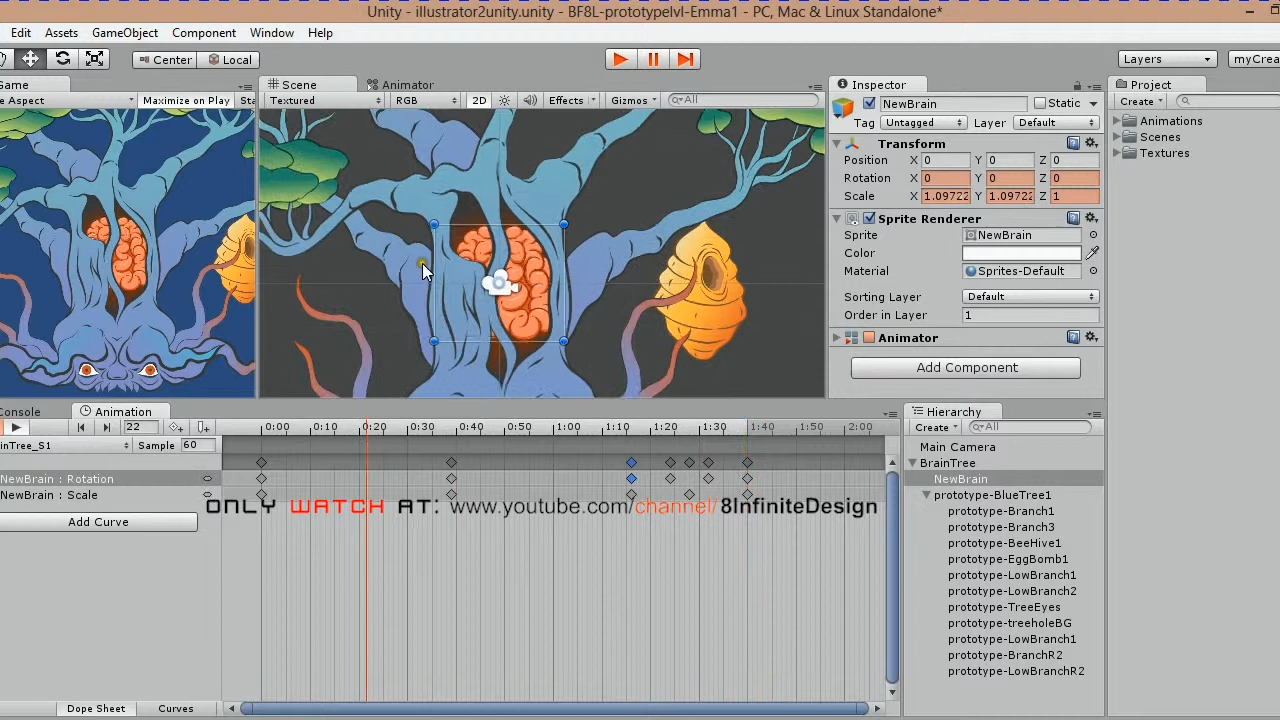 Unity - illustrator2unity.unity - BF8L-prototypelvl-Emma1 - PC, Mac & Linux Standalone*
Edit Assets GameObject Component Window Help
Center Local
Layers
myCrea
Game
Scene
Animator
Inspector
Project
e Aspect
Maximize on Play
Sta
Textured
RGB
2D
Effects
Gizmos
All
NewBrain
Static
Tag Untagged Layer Default
Transform
Position X 0 Y 0 Z 0
Rotation X 0 Y 0 Z 0
Scale X 1.09722 Y 1.09722 Z 1
Sprite Renderer
Sprite NewBrain
Color
Material Sprites-Default
Sorting Layer Default
Order in Layer 1
Animator
Add Component
Create
Animations
Scenes
Textures
Console
Animation
22
0:00 0:10 0:20 0:30 0:40 0:50 1:00 1:10 1:20 1:30 1:40 1:50 2:00
inTree_S1
Sample 60
NewBrain : Rotation
NewBrain : Scale
Add Curve
ONLY WATCH AT: www.youtube.com/channel/8InfiniteDesign
Dope Sheet Curves
Hierarchy
Create All
Main Camera
BrainTree
NewBrain
prototype-BlueTree1
prototype-Branch1
prototype-Branch3
prototype-BeeHive1
prototype-EggBomb1
prototype-LowBranch1
prototype-LowBranch2
prototype-TreeEyes
prototype-treeholeBG
prototype-LowBranch1
prototype-BranchR2
prototype-LowBranchR2